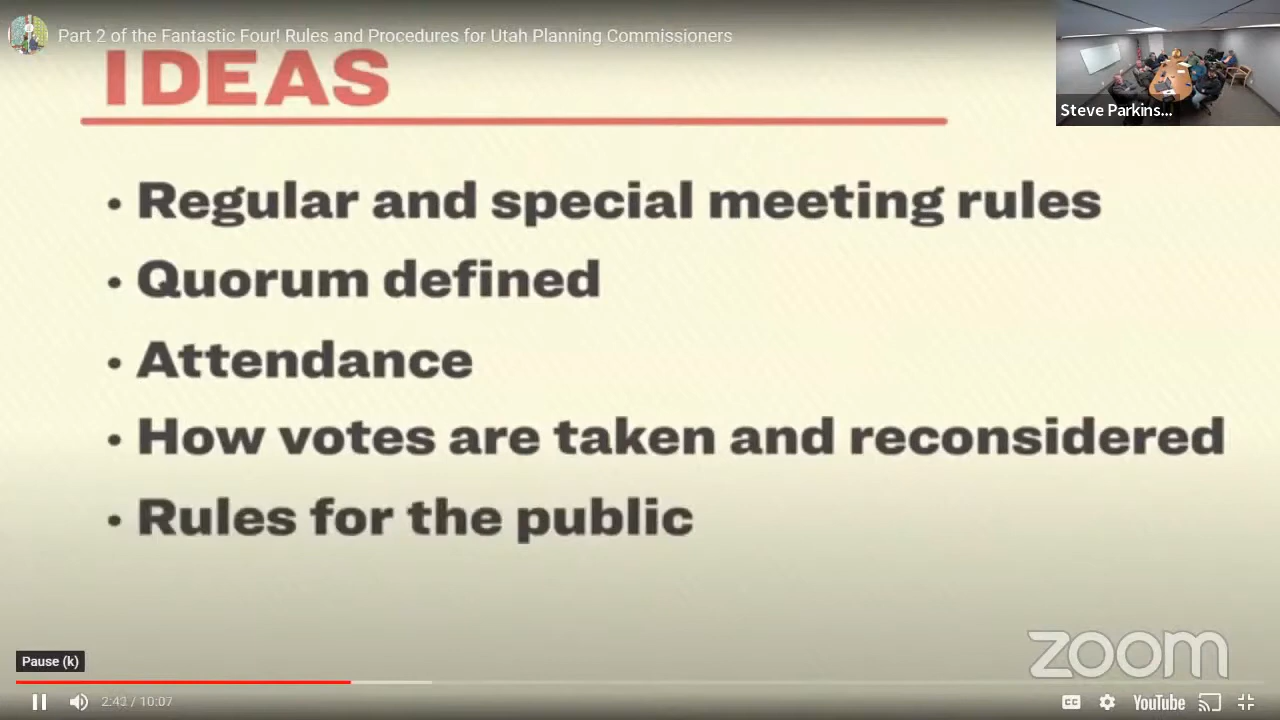 Part 2 of the Fantastic Four! Rules and Procedures for Utah Planning Commissioners
IDEAS
Steve Parkins...
• Regular and special meeting rules
• Quorum defined
• Attendance
• How votes are taken and reconsidered
• Rules for the public
zoom
Pause (k)
/ 10:07
CC
YouTube